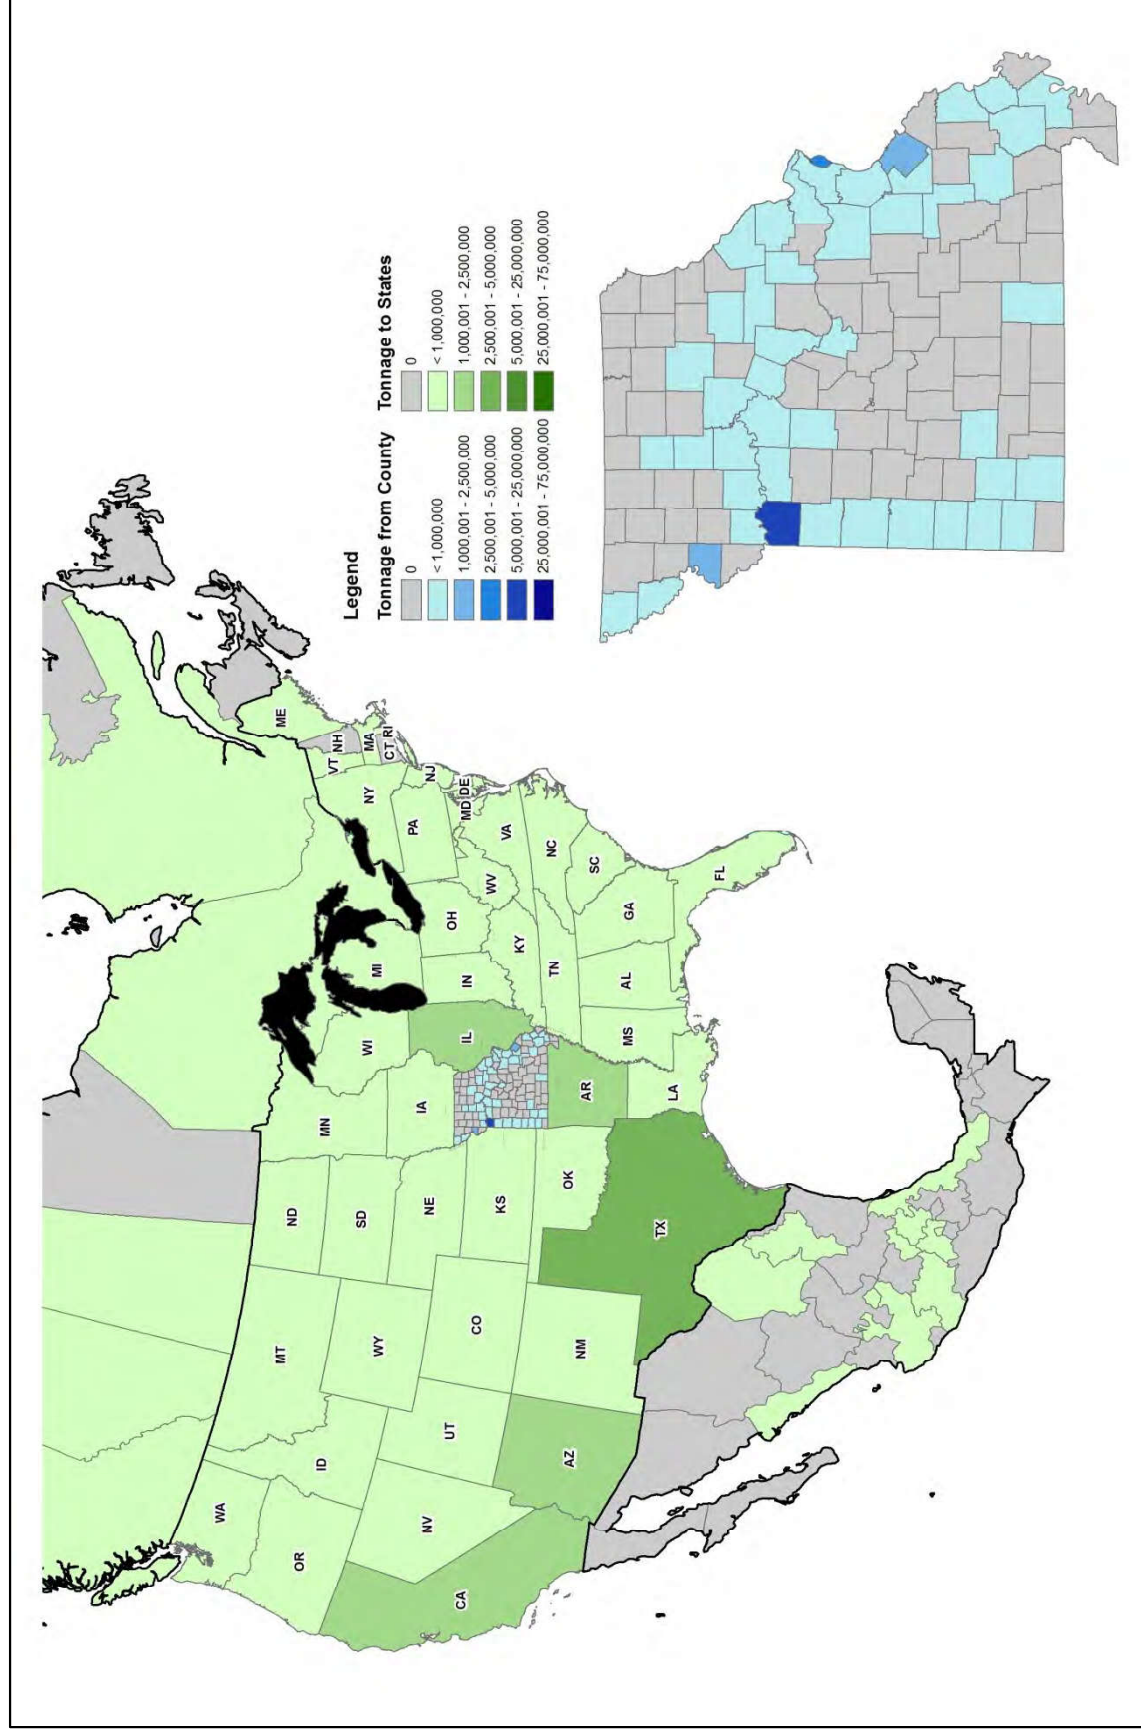 Legend
Tonnage from County
0
< 1,000,000
1,000,001 - 2,500,000
2,500,001 - 5,000,000
5,000,001 - 25,000,000
25,000,001 - 75,000,000
Tonnage to States
0
< 1,000,000
1,000,001 - 2,500,000
2,500,001 - 5,000,000
5,000,001 - 25,000,000
25,000,001 - 75,000,000
WA
OR
CA
ID
NV
MT
WY
UT
AZ
CO
NM
ND
SD
NE
KS
OK
TX
MN
IA
AR
LA
WI
IL
MI
IN
OH
KY
TN
MS
AL
GA
FL
SC
NC
VA
WV
PA
NY
MD
DE
NJ
CT
RI
MA
VT
NH
ME